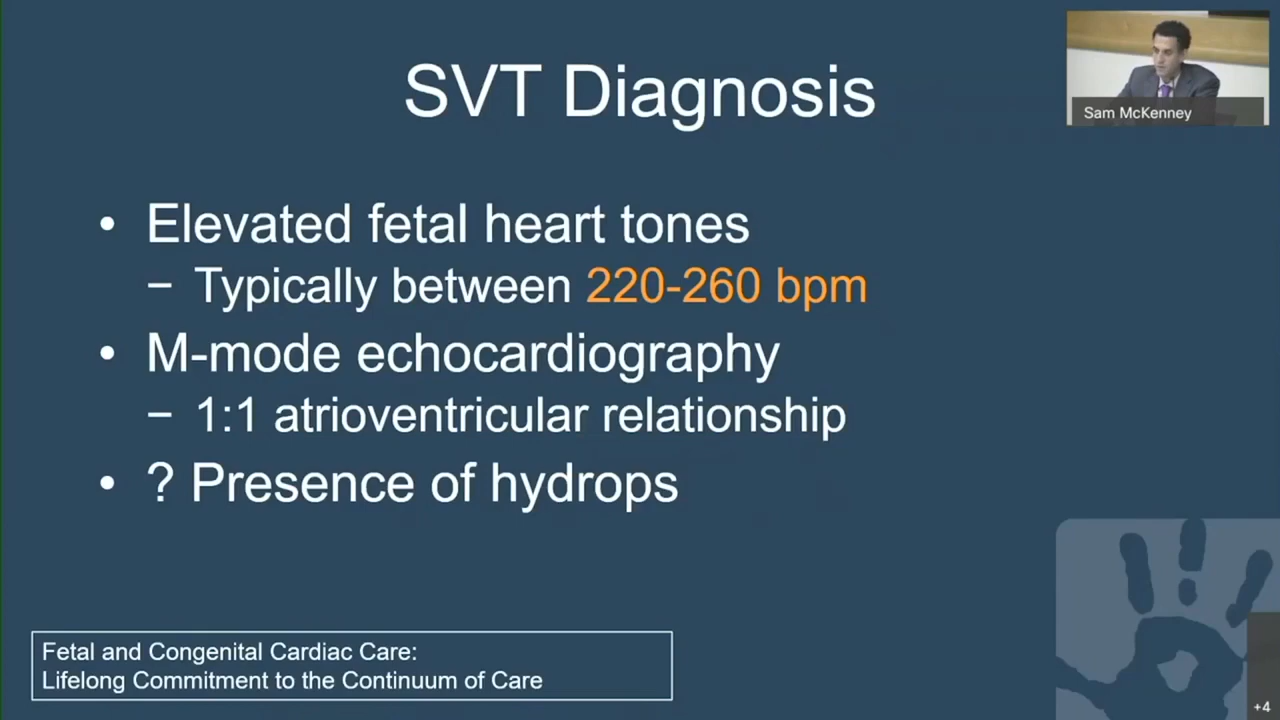 SVT Diagnosis
Sam McKenney
• Elevated fetal heart tones
– Typically between 220-260 bpm
• M-mode echocardiography
– 1:1 atrioventricular relationship
• ? Presence of hydrops
Fetal and Congenital Cardiac Care:
Lifelong Commitment to the Continuum of Care
+4